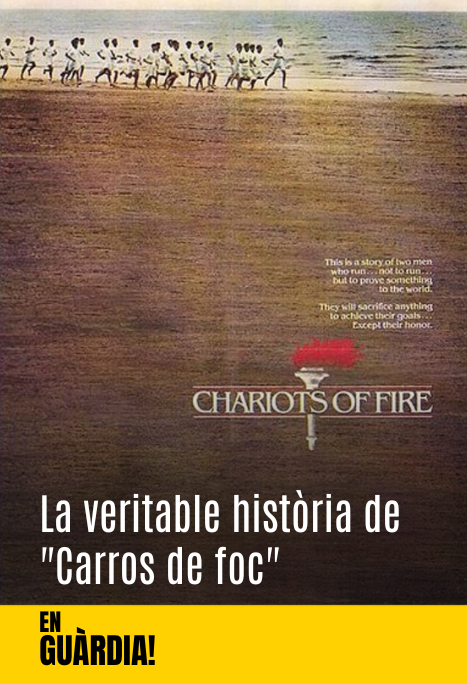 This is a story of two men
who run... not to run...
but to prove something
to the world.
They will sacrifice anything
to achieve their goals...
Except their honor.
CHARIOTS OF FIRE
La veritable història de
"Carros de foc"
EN
GUÀRDIA!